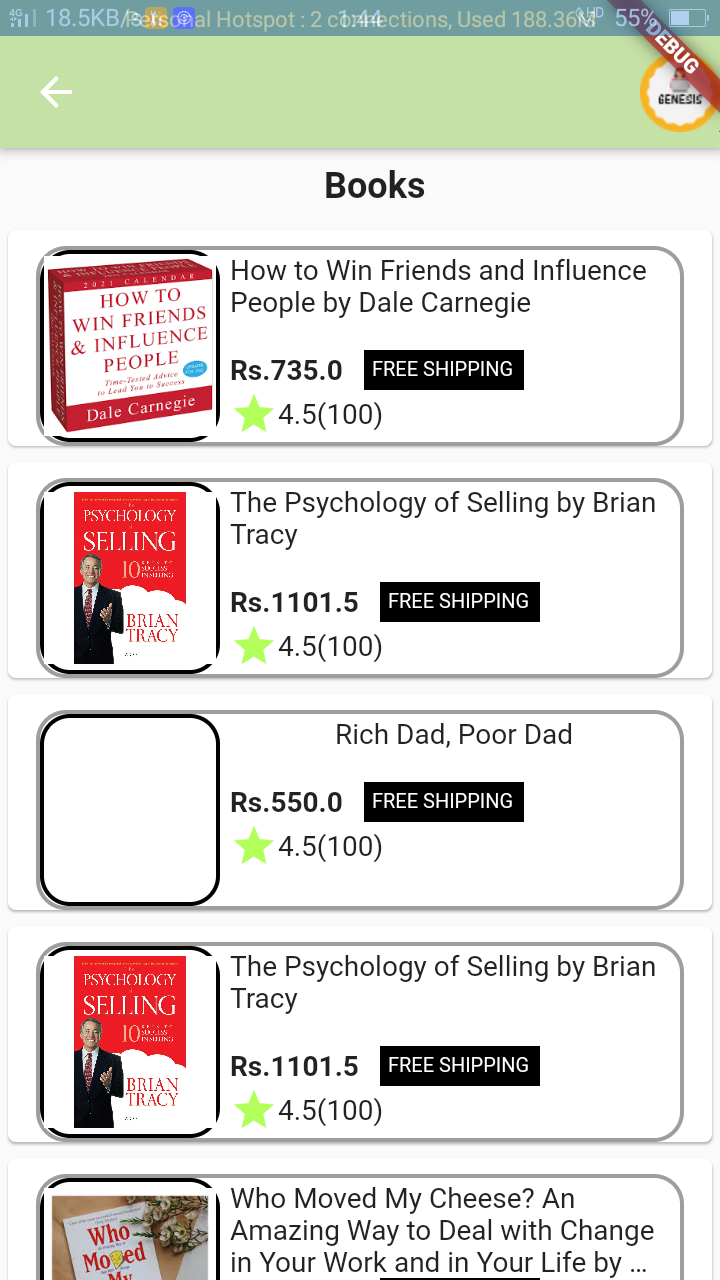 4G 18.5KB/s Personal Hotspot : 2 connections, Used 188.36M 1:44 HD 55%
DEBUG
GENESIS
Books
2021 CALENDAR
HOW TO
WIN FRIENDS
& INFLUENCE
PEOPLE
Time-Tested Advice
to Lead You to Success
Dale Carnegie
How to Win Friends and Influence
People by Dale Carnegie
Rs.735.0 FREE SHIPPING
4.5(100)
PSYCHOLOGY
SELLING
10
SUCCESS
IN SELLING
BRIAN
TRACY
The Psychology of Selling by Brian
Tracy
Rs.1101.5 FREE SHIPPING
4.5(100)
Rich Dad, Poor Dad
Rs.550.0 FREE SHIPPING
4.5(100)
PSYCHOLOGY
SELLING
10
SUCCESS
IN SELLING
BRIAN
TRACY
The Psychology of Selling by Brian
Tracy
Rs.1101.5 FREE SHIPPING
4.5(100)
Who
Moved
My
Who Moved My Cheese? An
Amazing Way to Deal with Change
in Your Work and in Your Life by ...